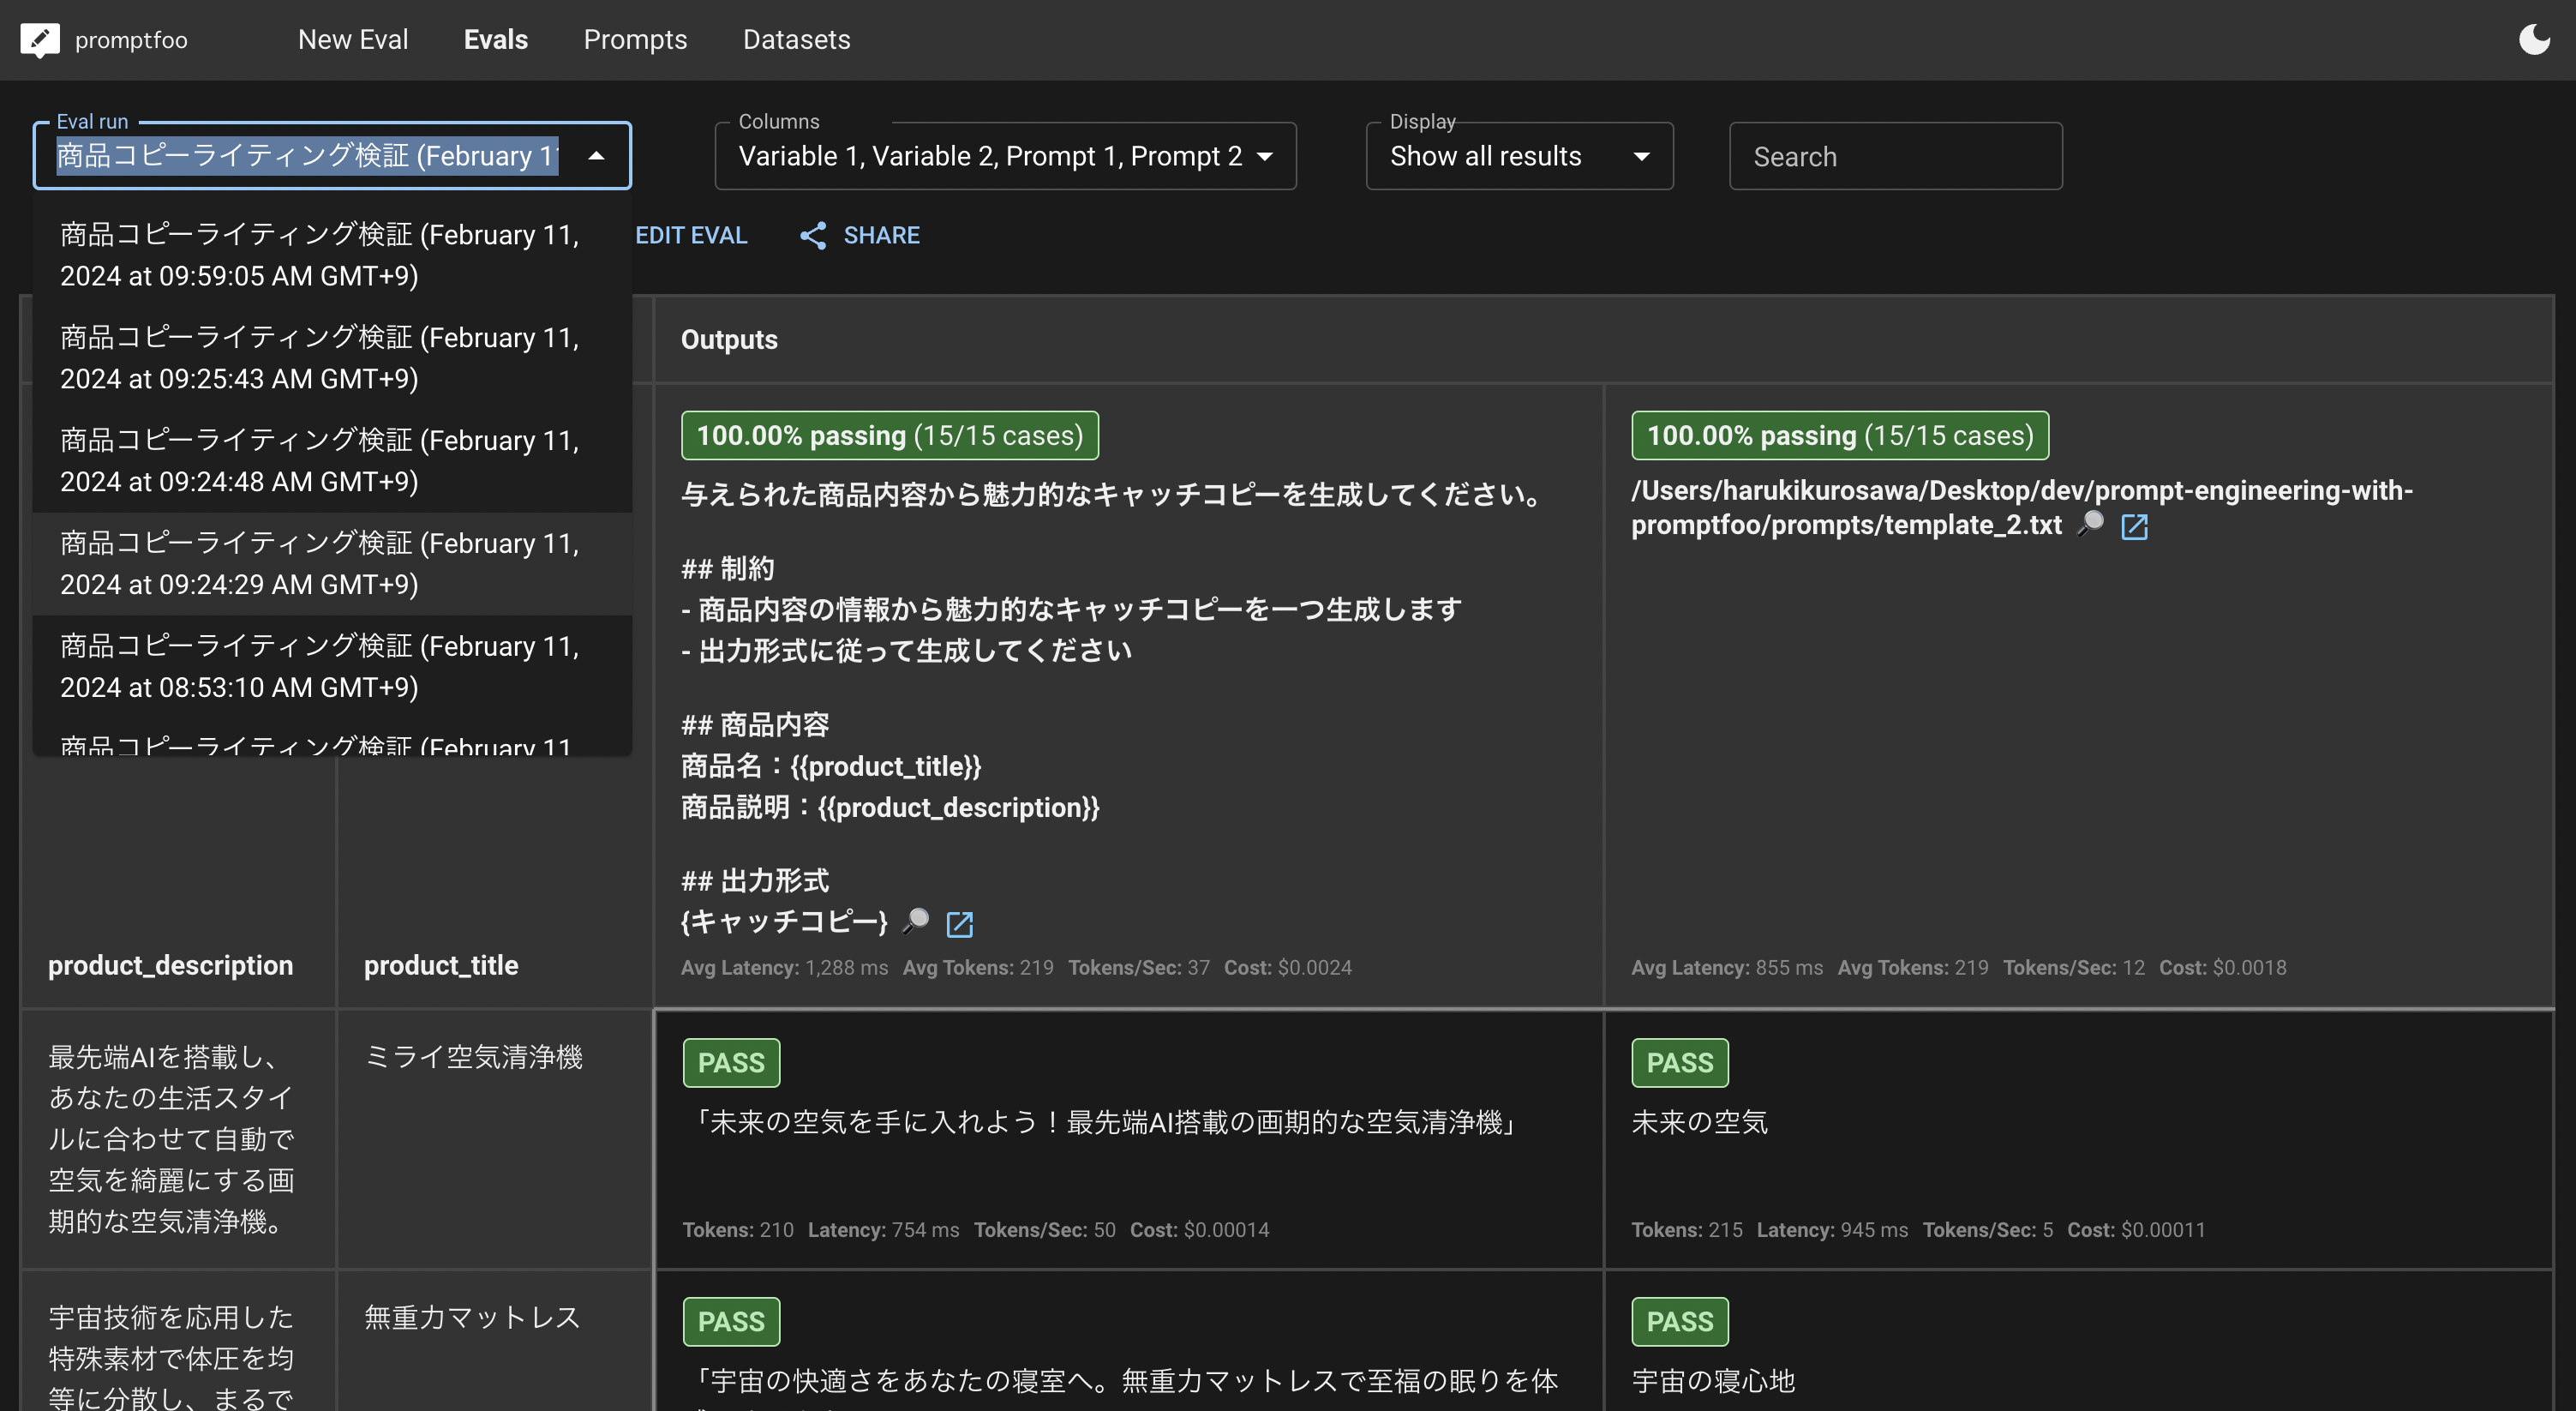 promptfoo
New Eval
Evals
Prompts
Datasets
Eval run
商品コピーライティング検証 (February 11
Columns
Variable 1, Variable 2, Prompt 1, Prompt 2
Display
Show all results
Search
商品コピーライティング検証 (February 11,
2024 at 09:59:05 AM GMT+9)
商品コピーライティング検証 (February 11,
2024 at 09:25:43 AM GMT+9)
商品コピーライティング検証 (February 11,
2024 at 09:24:48 AM GMT+9)
商品コピーライティング検証 (February 11,
2024 at 09:24:29 AM GMT+9)
商品コピーライティング検証 (February 11,
2024 at 08:53:10 AM GMT+9)
商品コピーライティング検証 (February 11
EDIT EVAL
SHARE
Outputs
100.00% passing (15/15 cases)
与えられた商品内容から魅力的なキャッチコピーを生成してください。
## 制約
- 商品内容の情報から魅力的なキャッチコピーを一つ生成します
- 出力形式に従って生成してください
## 商品内容
商品名：{{product_title}}
商品説明：{{product_description}}
## 出力形式
{キャッチコピー}
Avg Latency: 1,288 ms Avg Tokens: 219 Tokens/Sec: 37 Cost: $0.0024
100.00% passing (15/15 cases)
/Users/harukikurosawa/Desktop/dev/prompt-engineering-with-
promptfoo/prompts/template_2.txt
Avg Latency: 855 ms Avg Tokens: 219 Tokens/Sec: 12 Cost: $0.0018
product_description
product_title
最先端AIを搭載し、
あなたの生活スタイ
ルに合わせて自動で
空気を綺麗にする画
期的な空気清浄機。
ミライ空気清浄機
PASS
「未来の空気を手に入れよう！最先端AI搭載の画期的な空気清浄機」
Tokens: 210 Latency: 754 ms Tokens/Sec: 50 Cost: $0.00014
PASS
未来の空気
Tokens: 215 Latency: 945 ms Tokens/Sec: 5 Cost: $0.00011
宇宙技術を応用した
特殊素材で体圧を均
等に分散し、まるで
無重力マットレス
PASS
「宇宙の快適さをあなたの寝室へ。無重力マットレスで至福の眠りを体
PASS
宇宙の寝心地